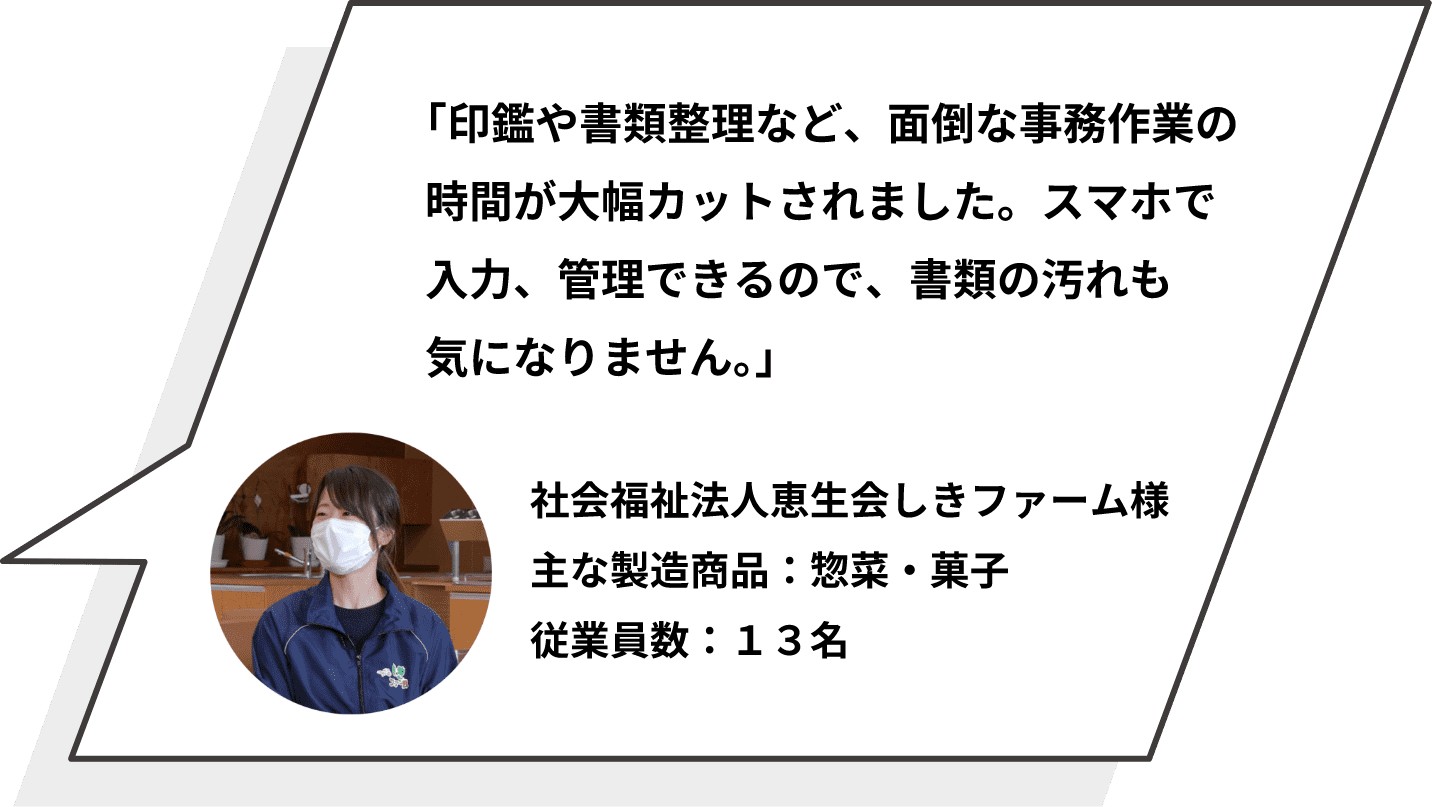 「印鑑や書類整理など、面倒な事務作業の
時間が大幅カットされました。スマホで
入力、管理できるので、書類の汚れも
気になりません。」
社会福祉法人恵生会しきファーム様
主な製造商品：惣菜・菓子
従業員数：１３名